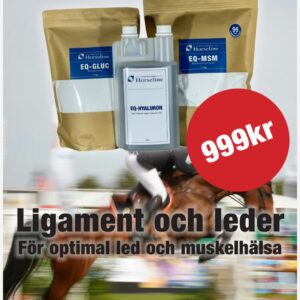 Horseline
EQ-GLUC
Horseline
EQ-HYALURON
Horseline
EQ-MSM
999kr
Ligament och leder
För optimal led och muskelhälsa